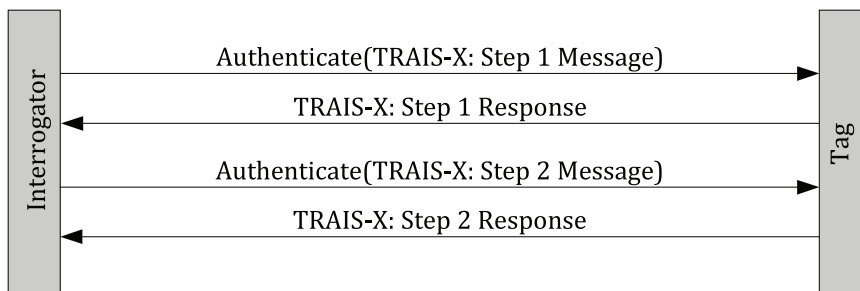 Interrogator
Authenticate(TRAIS-X: Step 1 Message)
TRAIS-X: Step 1 Response
Authenticate(TRAIS-X: Step 2 Message)
TRAIS-X: Step 2 Response
Tag